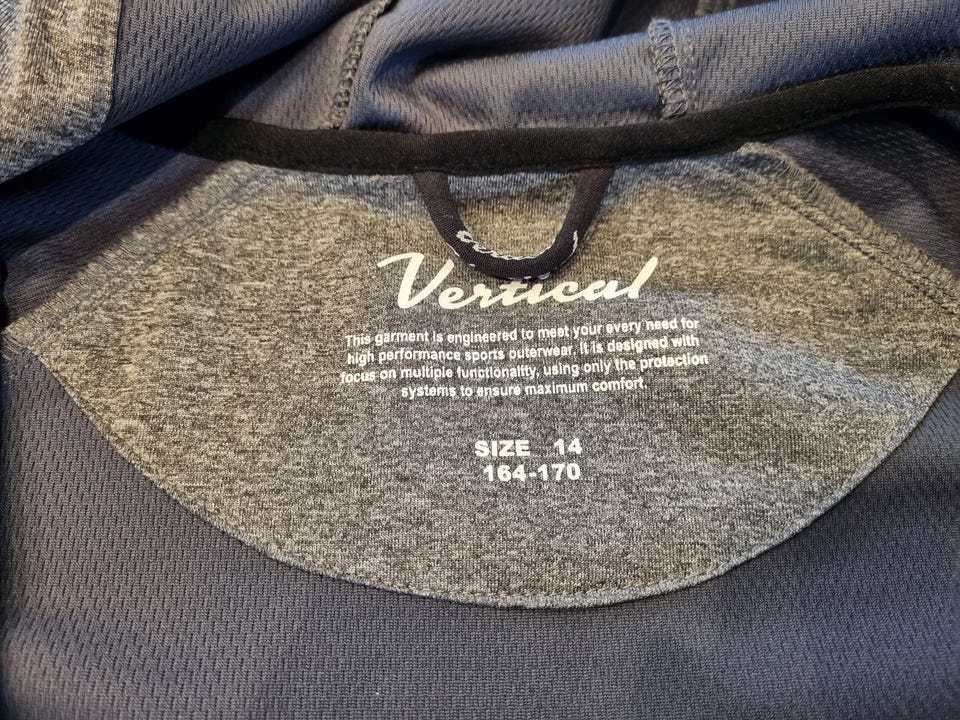 Vertical
This garment is engineered to meet your every need for
high performance sports outerwear. It is designed with
focus on multiple functionality, using only the protection
systems to ensure maximum comfort
SIZE 14
164-170